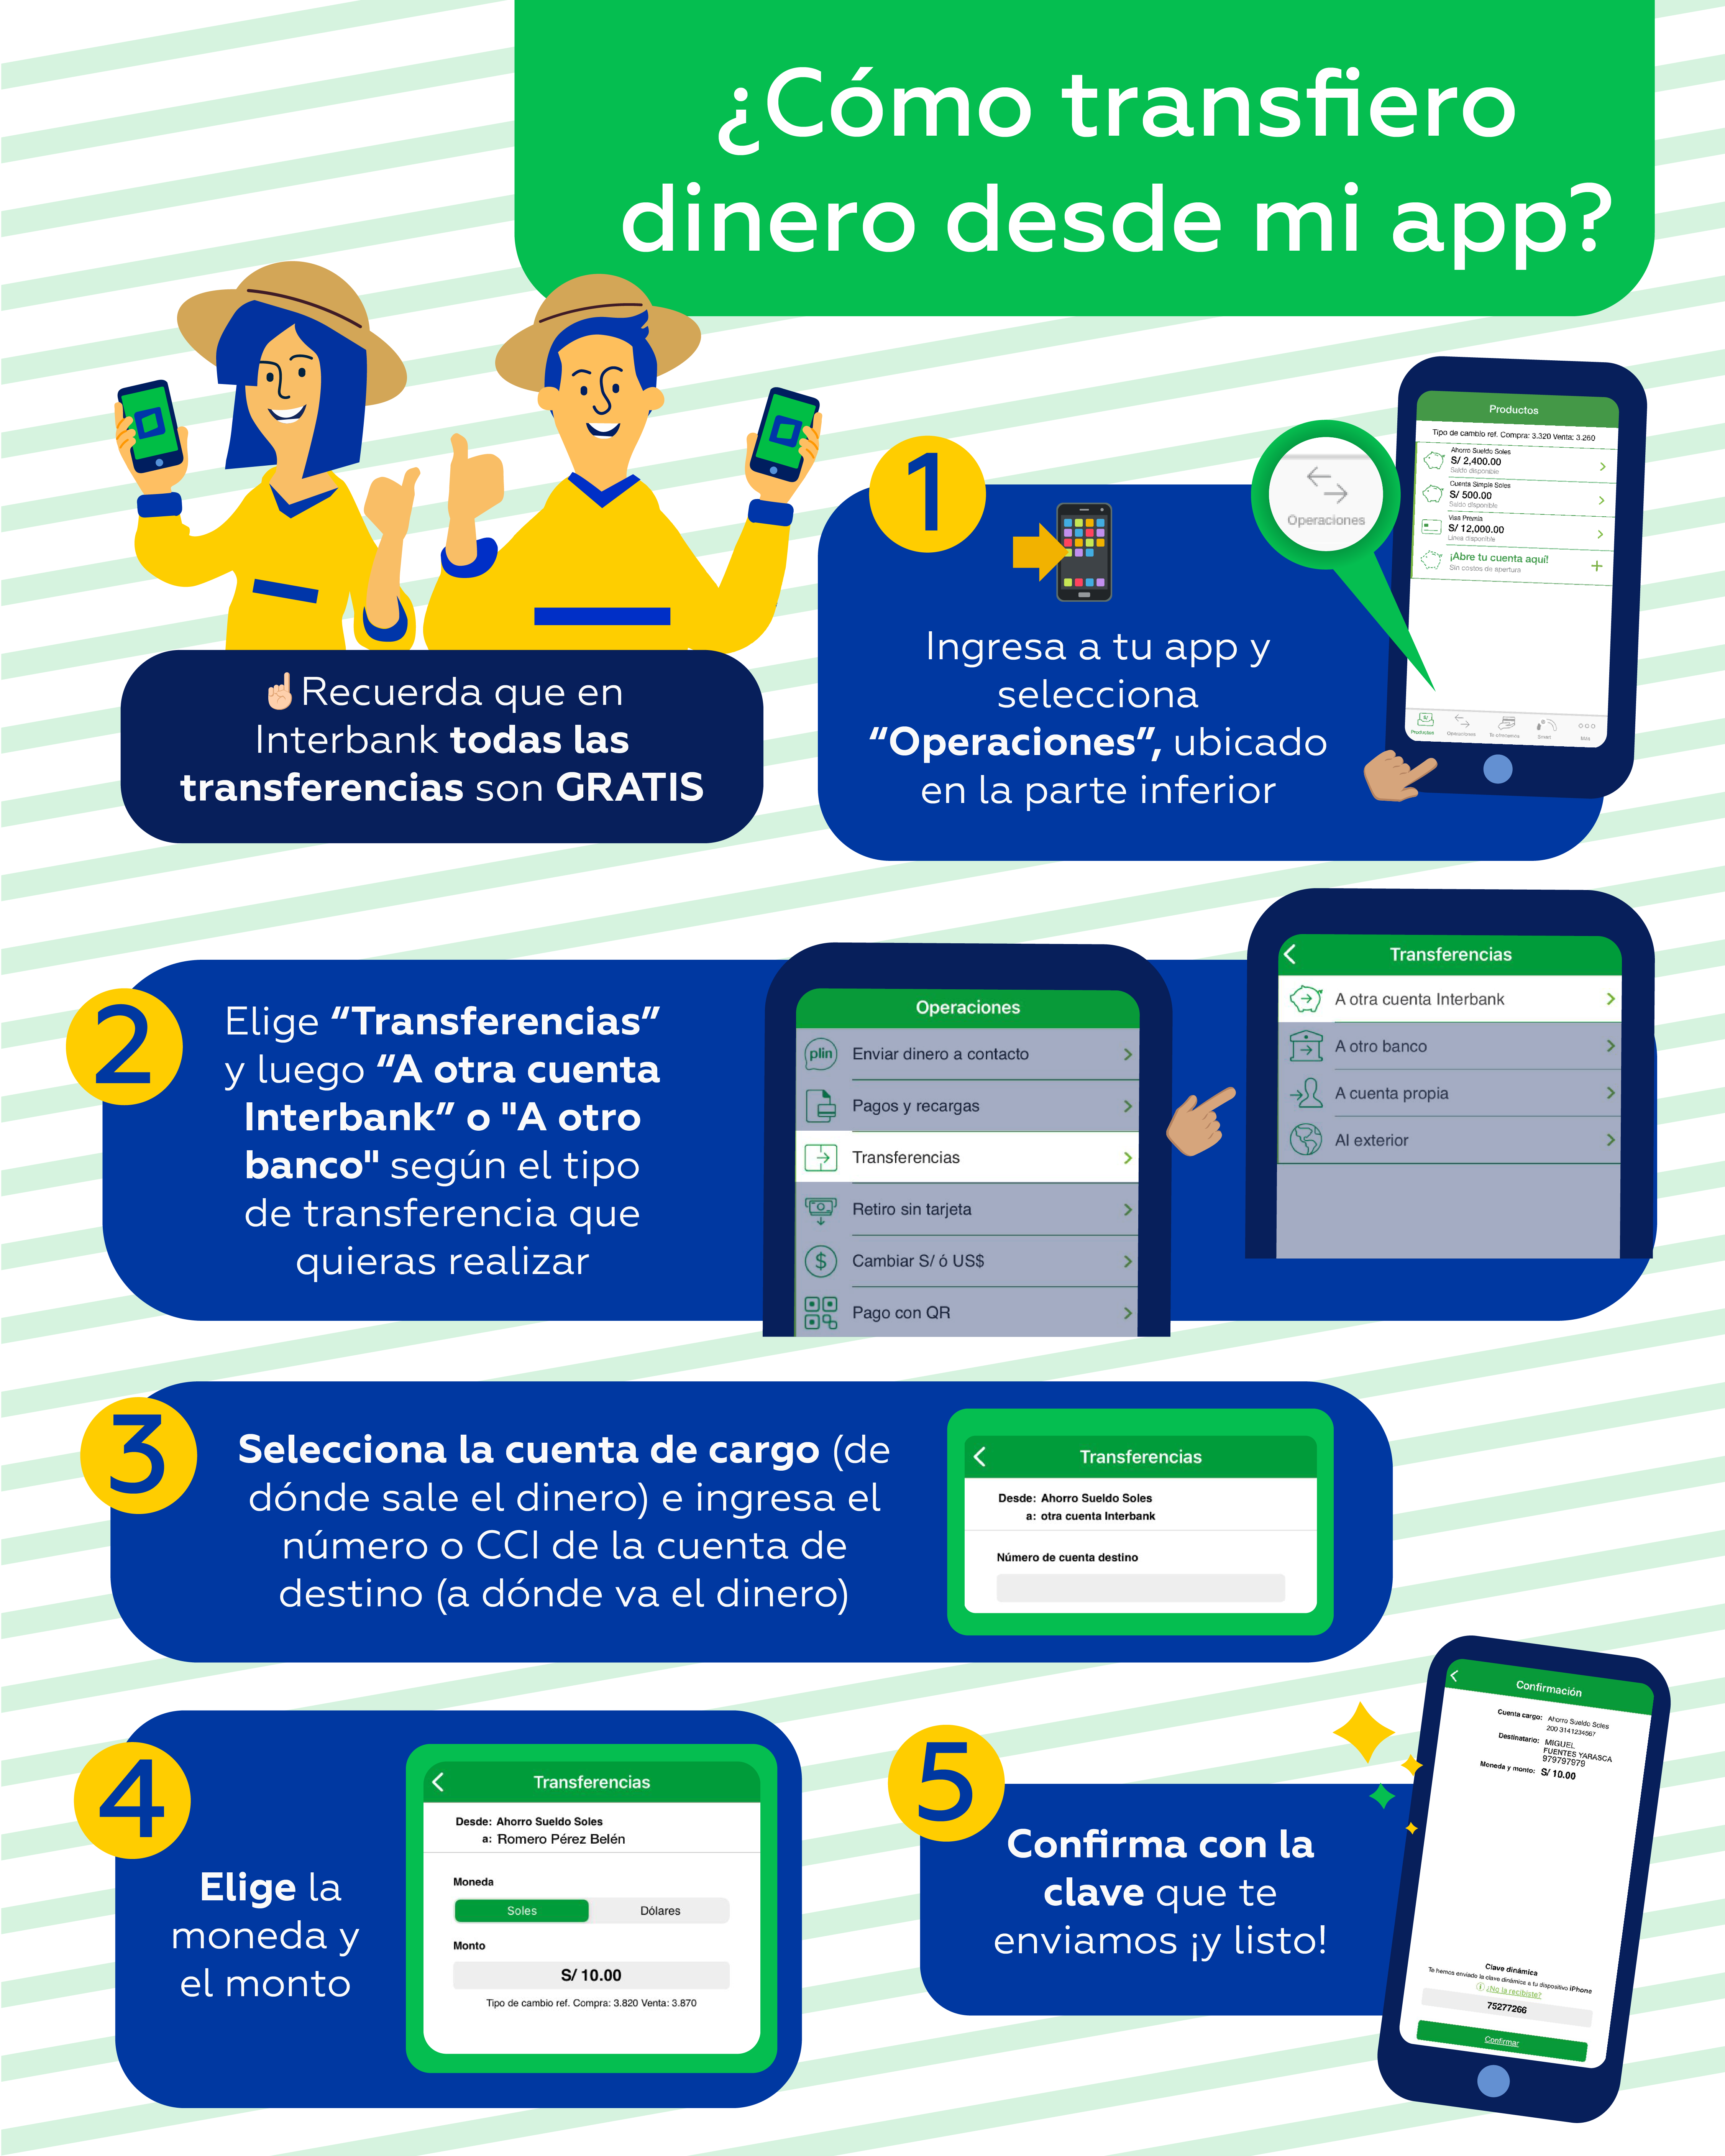 ¿Cómo transfiero
dinero desde mi app?
Recuerda que en
Interbank todas las
transferencias son GRATIS
1
Ingresa a tu app y
selecciona
“Operaciones”, ubicado
en la parte inferior
Operaciones
Productos
Tipo de cambio ref. Compra: 3.320 Venta: 3.260
Ahorro Sueldo Soles
S/ 2,400.00
Saldo disponible
Cuenta Simple Soles
S/ 500.00
Saldo disponible
Visa Premia
S/ 12,000.00
Línea disponible
¡Abre tu cuenta aquí!
Sin costos de apertura
Productos
Operaciones
Smart
Más
2
Elige “Transferencias”
y luego “A otra cuenta
Interbank” o "A otro
banco" según el tipo
de transferencia que
quieras realizar
Operaciones
plin Enviar dinero a contacto
Pagos y recargas
Transferencias
Retiro sin tarjeta
$ Cambiar S/ ó US$
Pago con QR
Transferencias
A otra cuenta Interbank
A otro banco
A cuenta propia
Al exterior
3
Selecciona la cuenta de cargo (de
dónde sale el dinero) e ingresa el
número o CCI de la cuenta de
destino (a dónde va el dinero)
Transferencias
Desde: Ahorro Sueldo Soles
a: otra cuenta Interbank
Número de cuenta destino
4
Elige la
moneda y
el monto
Transferencias
Desde: Ahorro Sueldo Soles
a: Romero Pérez Belén
Moneda
Soles Dólares
Monto
S/ 10.00
Tipo de cambio ref. Compra: 3.820 Venta: 3.870
5
Confirma con la
clave que te
enviamos ¡y listo!
Confirmación
Cuenta cargo: Ahorro Sueldo Soles
200 3141234567
Destinatario: MIGUEL
FUENTES YARASCA
979797979
Moneda y monto: S/ 10.00
Clave dinámica
Te hemos enviado la clave dinámica a tu dispositivo iPhone
¿No la recibiste?
75277266
Confirmar